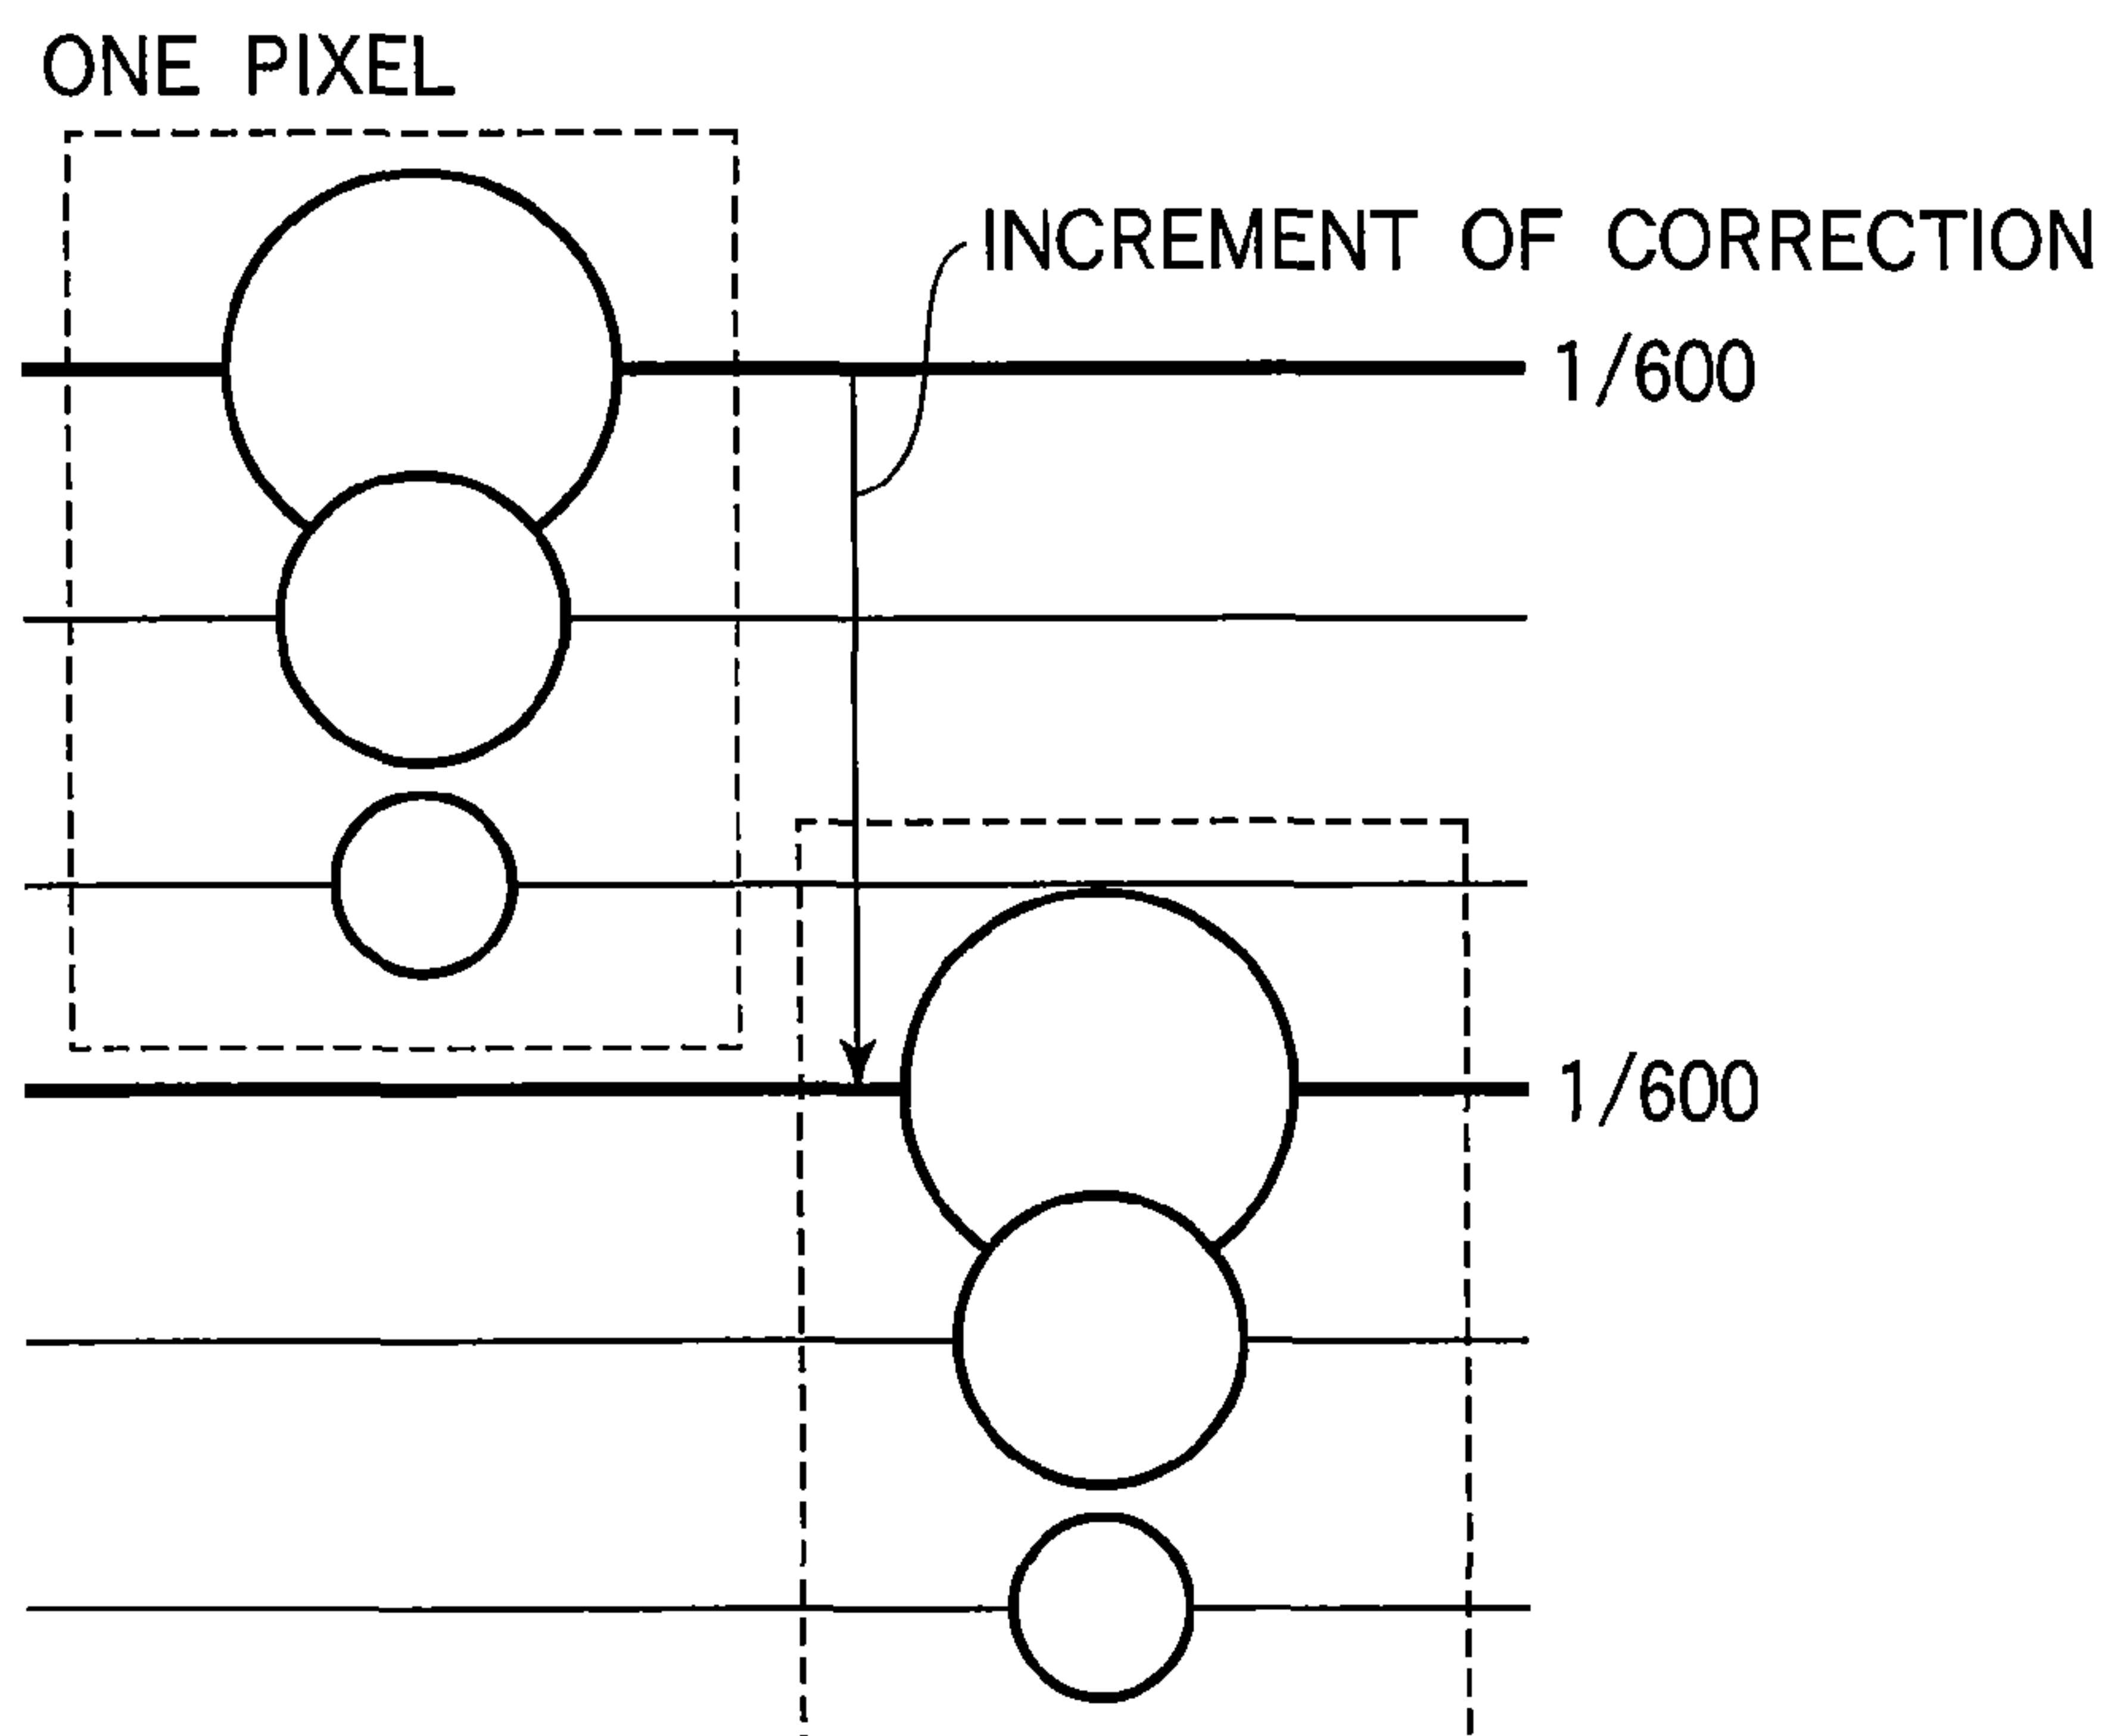 ONE PIXEL
INCREMENT OF CORRECTION
1/600
1/600